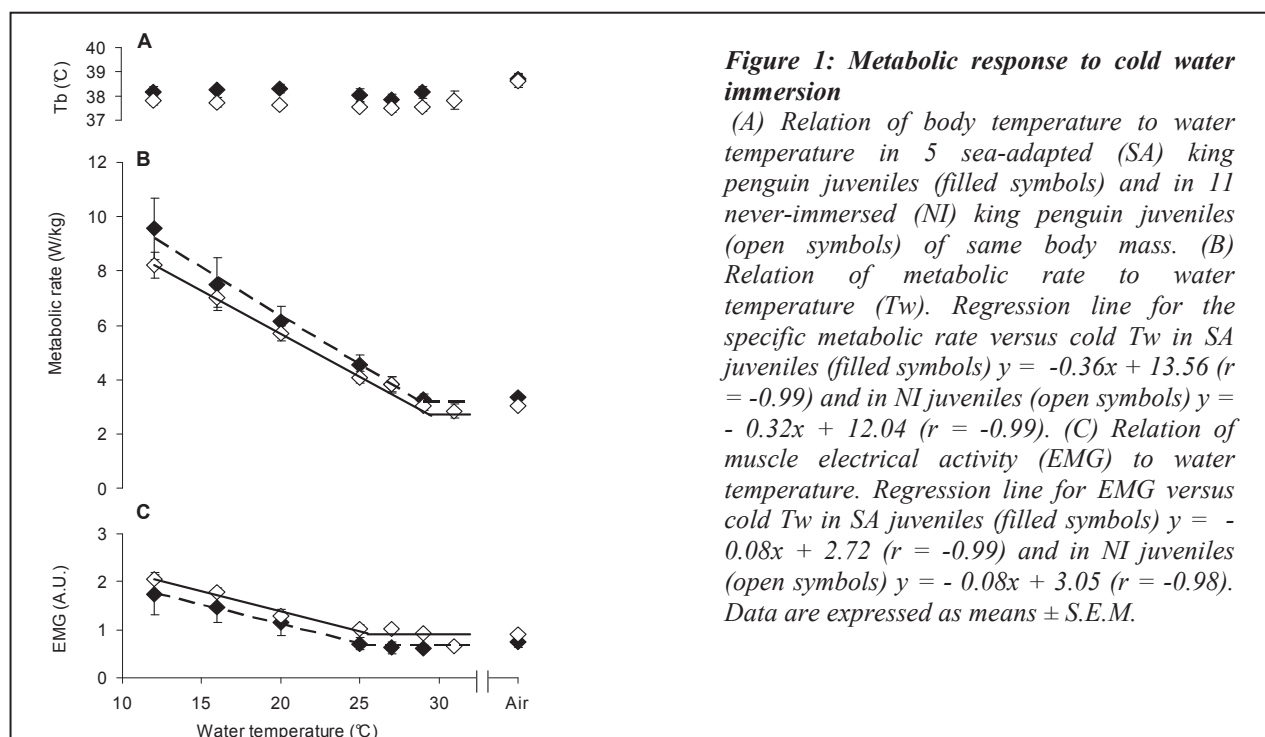 A
40
39
38
37
Tb (°C)
B
12
10
8
6
4
2
0
Metabolic rate (W/kg)
C
3
2
1
0
EMG (A.U.)
10 15 20 25 30 Air
Water temperature (°C)
Figure 1: Metabolic response to cold water
immersion
(A) Relation of body temperature to water
temperature in 5 sea-adapted (SA) king
penguin juveniles (filled symbols) and in 11
never-immersed (NI) king penguin juveniles
(open symbols) of same body mass. (B)
Relation of metabolic rate to water
temperature (Tw). Regression line for the
specific metabolic rate versus cold Tw in SA
juveniles (filled symbols) y = -0.36x + 13.56 (r
= -0.99) and in NI juveniles (open symbols) y =
- 0.32x + 12.04 (r = -0.99). (C) Relation of
muscle electrical activity (EMG) to water
temperature. Regression line for EMG versus
cold Tw in SA juveniles (filled symbols) y = -
0.08x + 2.72 (r = -0.99) and in NI juveniles
(open symbols) y = - 0.08x + 3.05 (r = -0.98).
Data are expressed as means ± S.E.M.